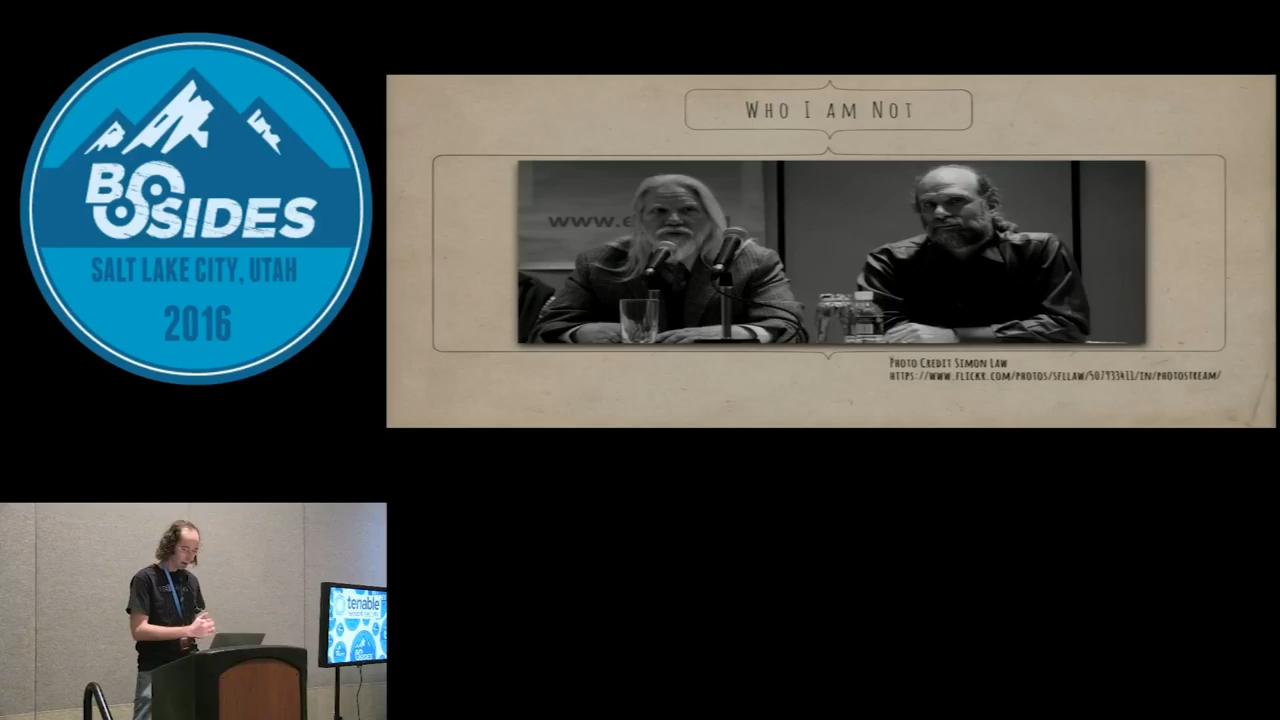 BSIDES
SALT LAKE CITY, UTAH
2016
WHO I AM NOT
www.e
PHOTO CREDIT SIMON LAW
HTTPS://WWW.FLICKR.COM/PHOTOS/SFLLAW/507933411/IN/PHOTOSTREAM/
tenable
BSIDES